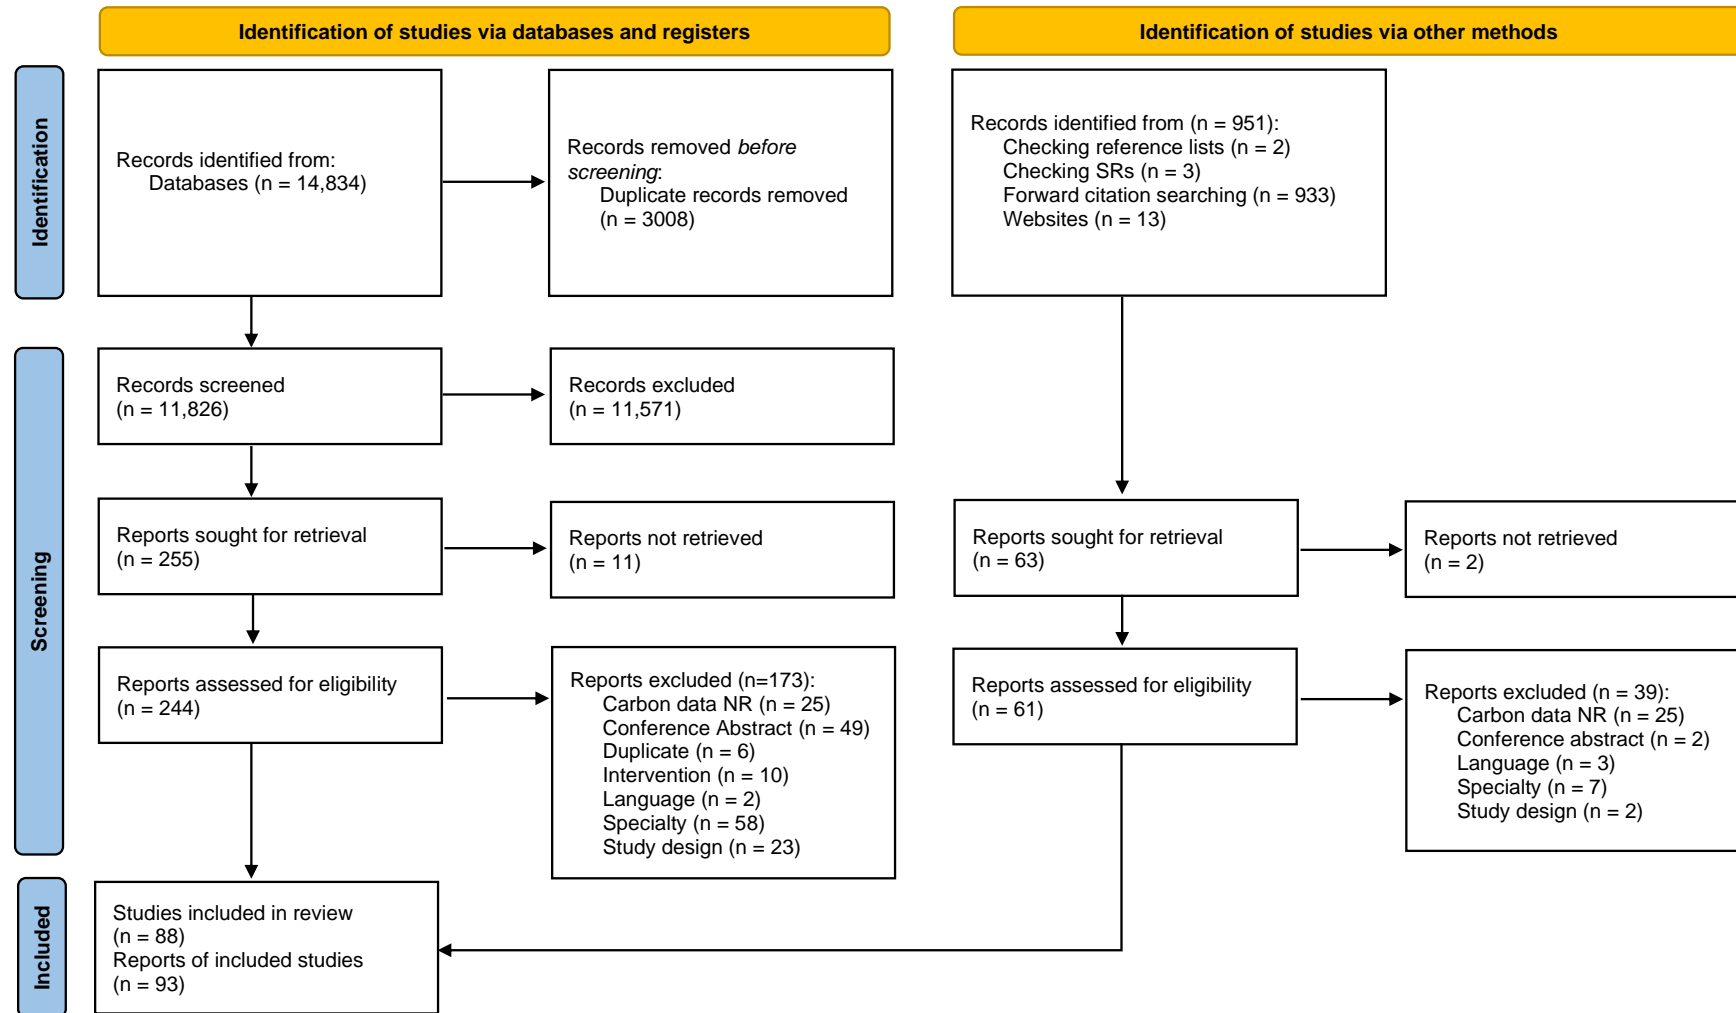 Identification of studies via databases and registers
Identification of studies via other methods
Identification
Records identified from:
Databases (n = 14,834)
Records removed before
screening:
Duplicate records removed
(n = 3008)
Records identified from (n = 951):
Checking reference lists (n = 2)
Checking SRs (n = 3)
Forward citation searching (n = 933)
Websites (n = 13)
Screening
Records screened
(n = 11,826)
Records excluded
(n = 11,571)
Reports sought for retrieval
(n = 255)
Reports not retrieved
(n = 11)
Reports sought for retrieval
(n = 63)
Reports not retrieved
(n = 2)
Reports assessed for eligibility
(n = 244)
Reports excluded (n=173):
Carbon data NR (n = 25)
Conference Abstract (n = 49)
Duplicate (n = 6)
Intervention (n = 10)
Language (n = 2)
Specialty (n = 58)
Study design (n = 23)
Reports assessed for eligibility
(n = 61)
Reports excluded (n = 39):
Carbon data NR (n = 25)
Conference abstract (n = 2)
Language (n = 3)
Specialty (n = 7)
Study design (n = 2)
Included
Studies included in review
(n = 88)
Reports of included studies
(n = 93)